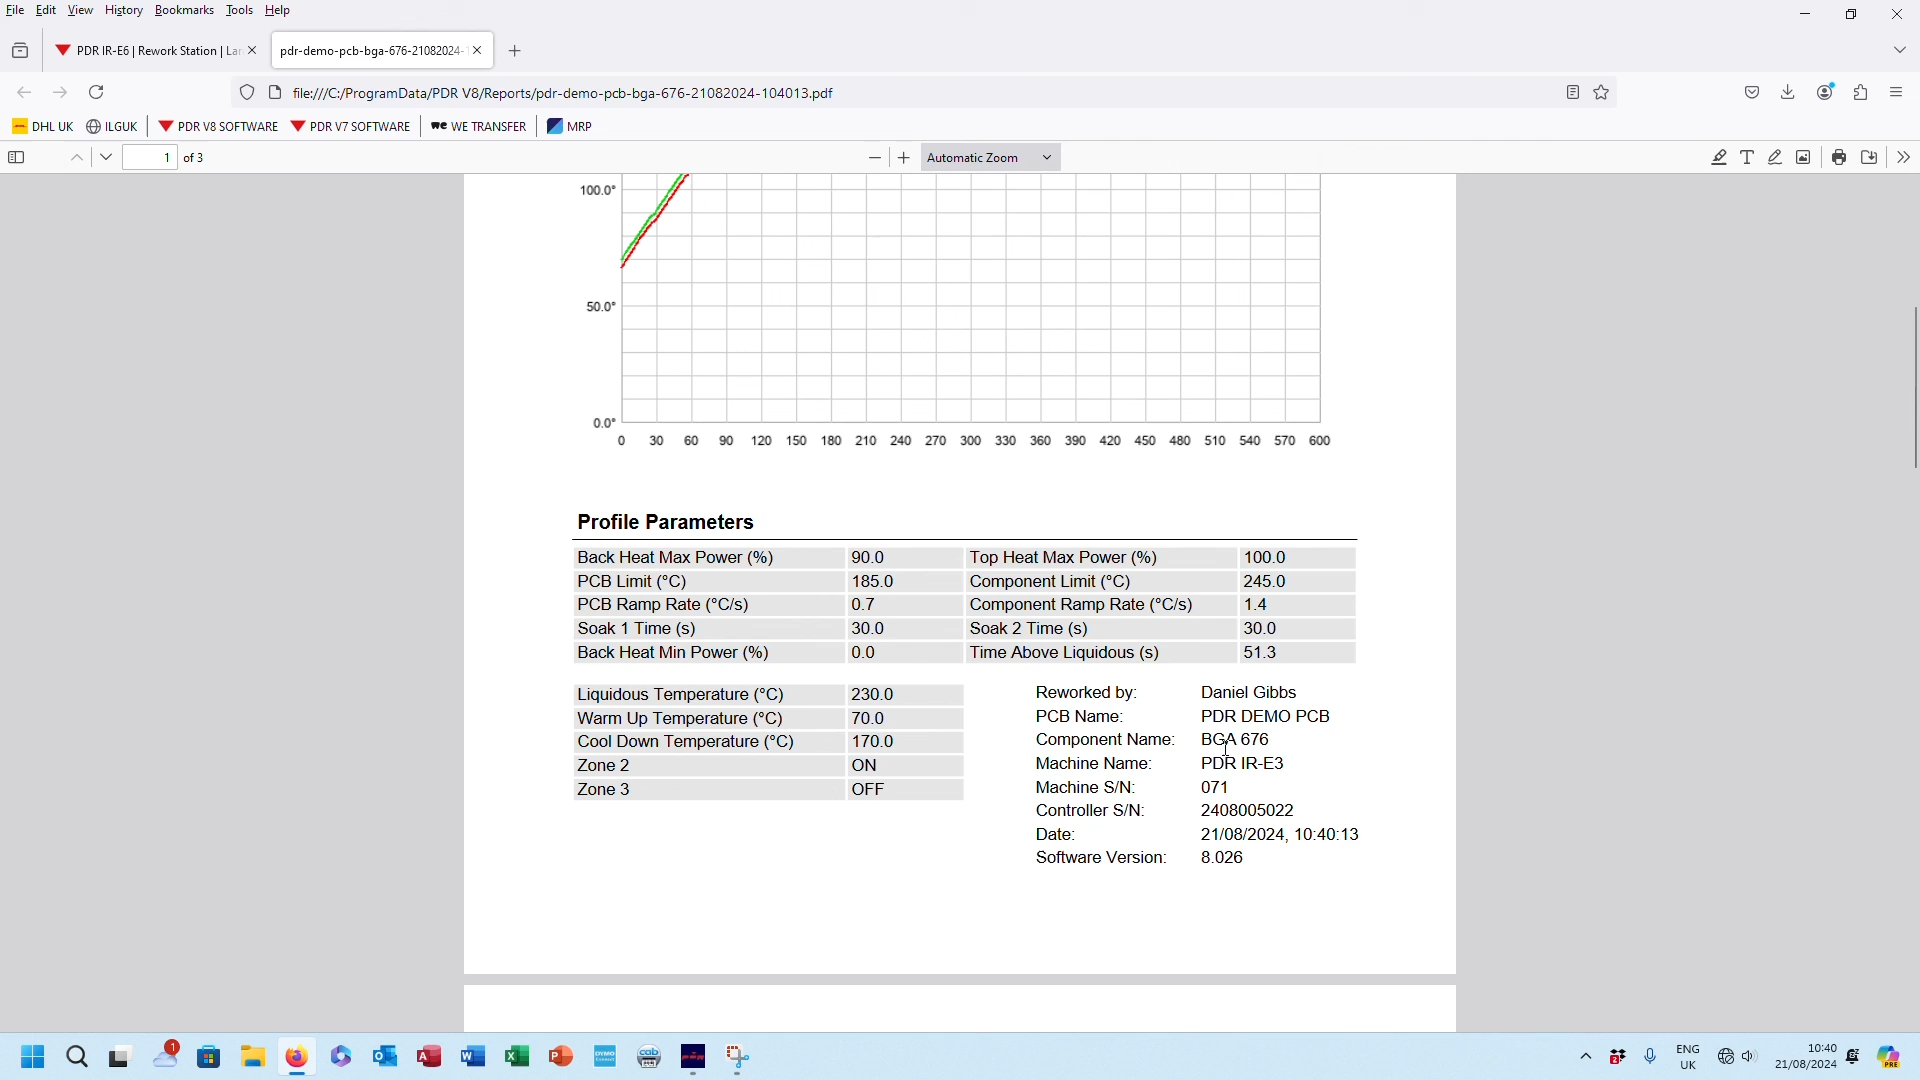 File Edit View History Bookmarks Tools Help
PDR IR-E6 | Rework Station | La
pdr-demo-pcb-bga-676-21082024-
file:///C:/ProgramData/PDR V8/Reports/pdr-demo-pcb-bga-676-21082024-104013.pdf
DHL UK ILGUK PDR V8 SOFTWARE PDR V7 SOFTWARE we WE TRANSFER MRP
1 of 3 Automatic Zoom
100.0°
50.0°
0.0°
0 30 60 90 120 150 180 210 240 270 300 330 360 390 420 450 480 510 540 570 600
Profile Parameters
Back Heat Max Power (%) 90.0 Top Heat Max Power (%) 100.0
PCB Limit (°C) 185.0 Component Limit (°C) 245.0
PCB Ramp Rate (°C/s) 0.7 Component Ramp Rate (°C/s) 1.4
Soak 1 Time (s) 30.0 Soak 2 Time (s) 30.0
Back Heat Min Power (%) 0.0 Time Above Liquidous (s) 51.3
Liquidous Temperature (°C) 230.0
Warm Up Temperature (°C) 70.0
Cool Down Temperature (°C) 170.0
Zone 2 ON
Zone 3 OFF
Reworked by: Daniel Gibbs
PCB Name: PDR DEMO PCB
Component Name: BGA 676
Machine Name: PDR IR-E3
Machine S/N: 071
Controller S/N: 2408005022
Date: 21/08/2024, 10:40:13
Software Version: 8.026
1
DYMO
cab
2
ENG
UK
10:40
21/08/2024
PRE